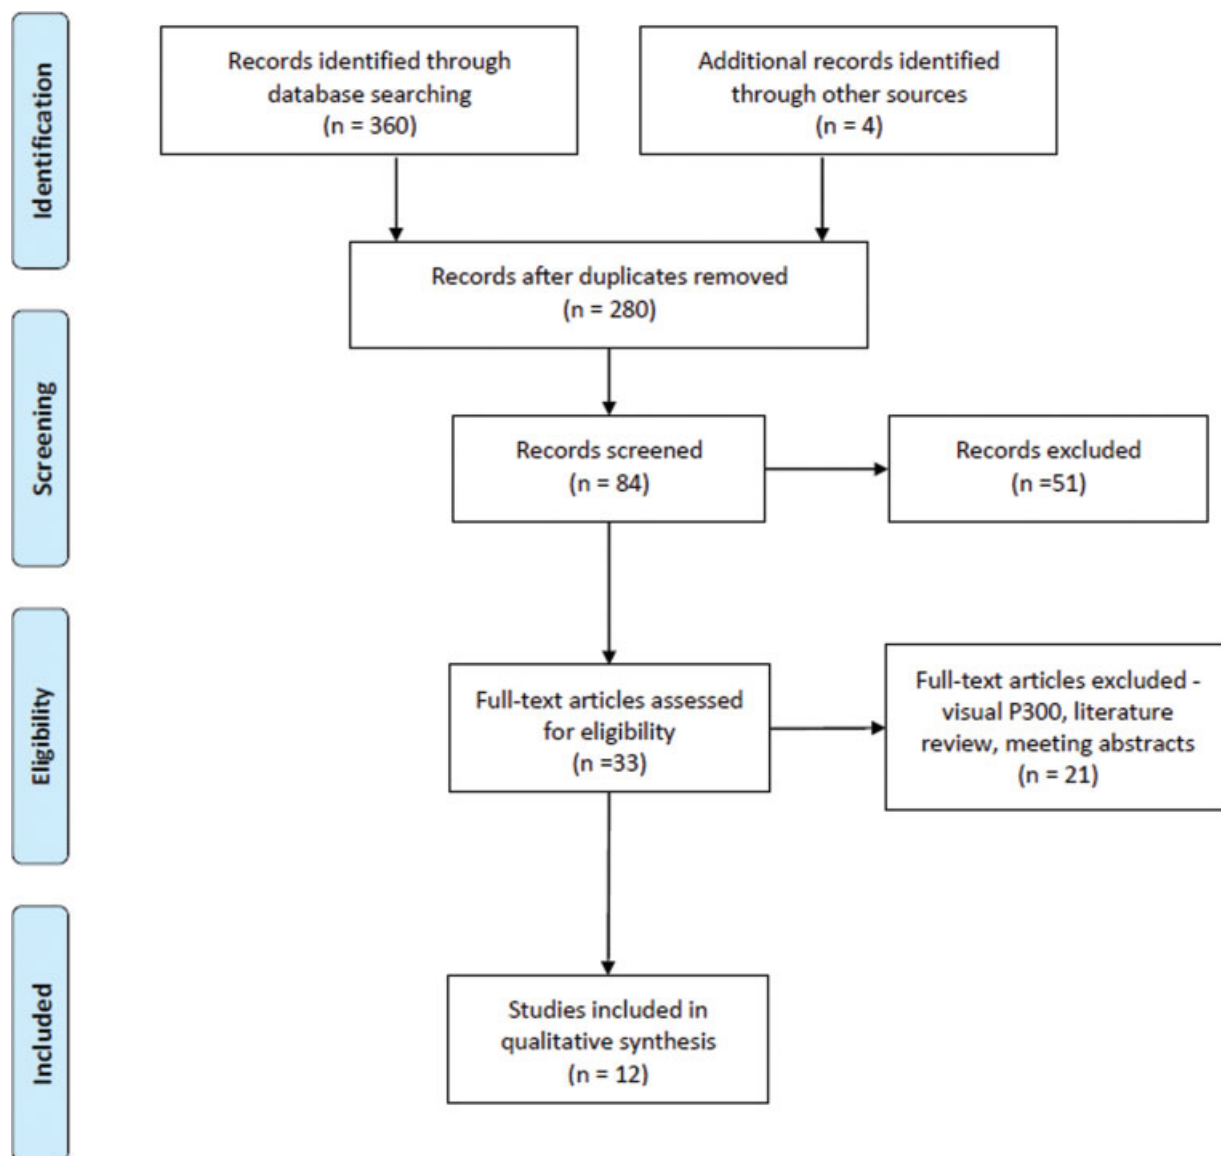 Identification
Records identified through
database searching
(n = 360)
Additional records identified
through other sources
(n = 4)
Records after duplicates removed
(n = 280)
Screening
Records screened
(n = 84)
Records excluded
(n =51)
Eligibility
Full-text articles assessed
for eligibility
(n =33)
Full-text articles excluded -
visual P300, literature
review, meeting abstracts
(n = 21)
Included
Studies included in
qualitative synthesis
(n = 12)